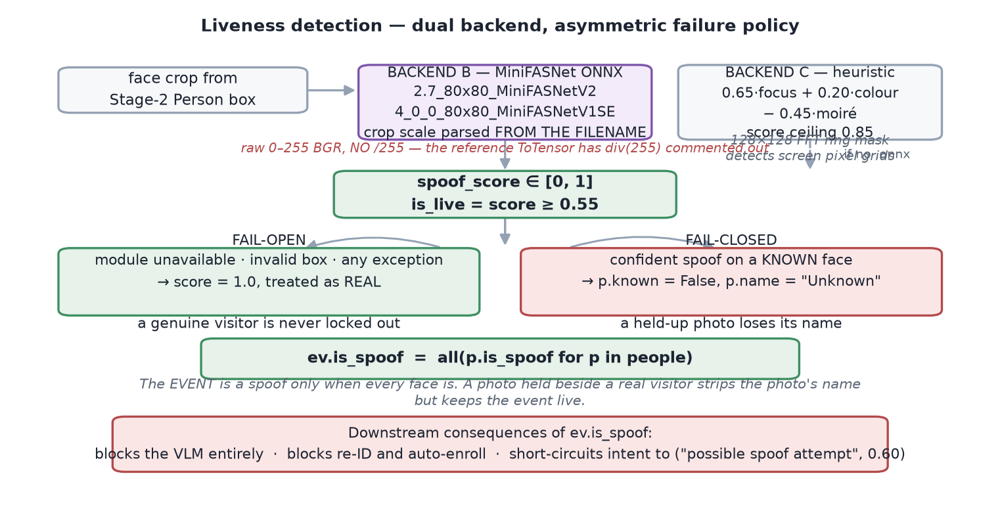 Liveness detection — dual backend, asymmetric failure policy
face crop from
Stage-2 Person box
BACKEND B — MiniFASNet ONNX
2.7_80x80_MiniFASNetV2
4_0_0_80x80_MiniFASNetV1SE
crop scale parsed FROM THE FILENAME
BACKEND C — heuristic
0.65·focus + 0.20·colour
− 0.45·moiré
score ceiling 0.85
raw 0–255 BGR, NO /255 — the reference ToTensor has div(255) commented out
128×128 FFT ring mask
detects screen pixel grids
if no .onnx
spoof_score ∈ [0, 1]
is_live = score ≥ 0.55
FAIL-OPEN
module unavailable · invalid box · any exception
→ score = 1.0, treated as REAL
a genuine visitor is never locked out
FAIL-CLOSED
confident spoof on a KNOWN face
→ p.known = False, p.name = "Unknown"
a held-up photo loses its name
ev.is_spoof = all(p.is_spoof for p in people)
The EVENT is a spoof only when every face is. A photo held beside a real visitor strips the photo's name
but keeps the event live.
Downstream consequences of ev.is_spoof:
blocks the VLM entirely · blocks re-ID and auto-enroll · short-circuits intent to ("possible spoof attempt", 0.60)